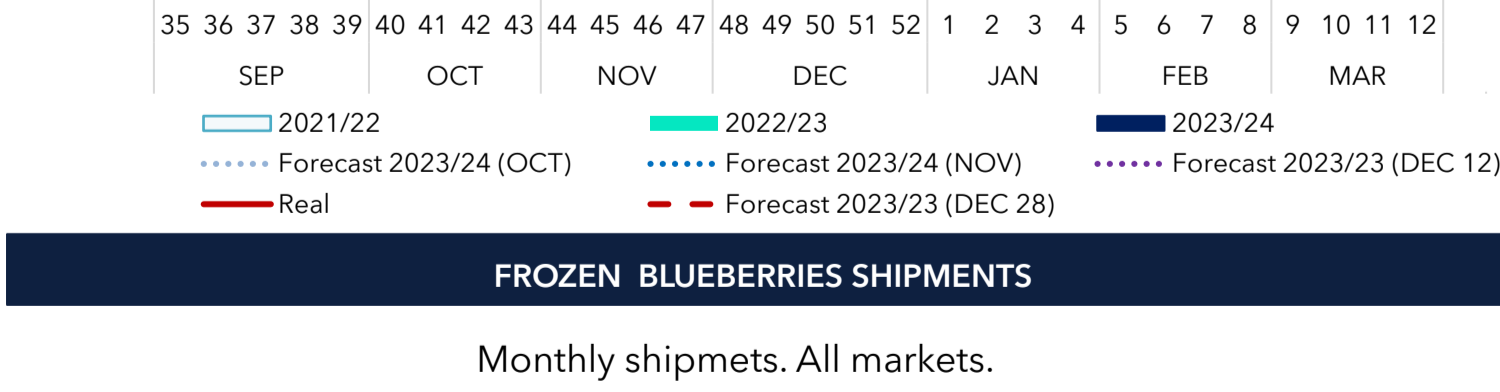 35 36 37 38 39 40 41 42 43 44 45 46 47 48 49 50 51 52 1 2 3 4 5 6 7 8 9 10 11 12
SEP OCT NOV DEC JAN FEB MAR
2021/22 2022/23 2023/24
Forecast 2023/24 (OCT) Forecast 2023/24 (NOV) Forecast 2023/23 (DEC 12)
Real Forecast 2023/23 (DEC 28)
FROZEN BLUEBERRIES SHIPMENTS
Monthly shipmets. All markets.